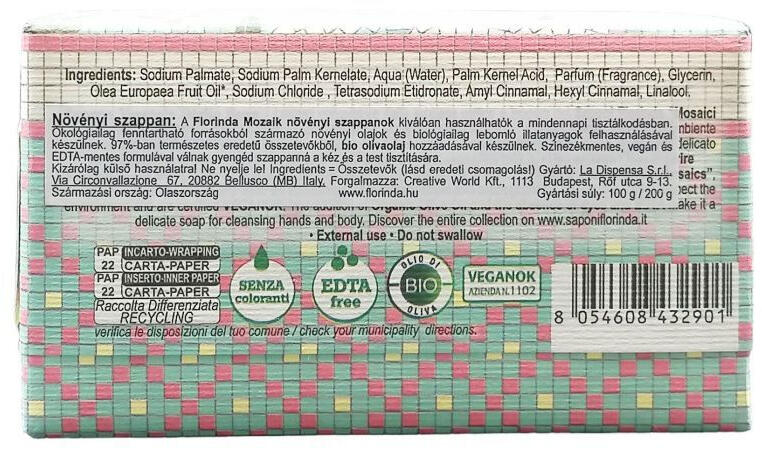 Ingredients: Sodium Palmate, Sodium Palm Kernelate, Aqua (Water), Palm Kernel Acid, Parfum (Fragrance), Glycerin,
Olea Europaea Fruit Oil*, Sodium Chloride , Tetrasodium Etidronate, Amyl Cinnamal, Hexyl Cinnamal, Linalool.
Mosaici
Növényi szappan: A Florinda Mozaik növényi szappanok kiválóan használhatók a mindennapi tisztálkodásban.
Ökológiailag fenntartható forrásokból származó növényi olajok és biológiailag lebomló illatanyagok felhasználásával
készülnek. 97%-ban természetes eredetű összetevőkből, bio olívaolaj hozzáadásával készülnek. Színezékmentes, vegán és
EDTA-mentes formulával válnak gyengéd szappanná a kéz és a test tisztítására.
Kizárólag külső használatra! Ne nyelje le! Ingredients = Összetevők (lásd eredeti csomagolás!) Gyártó: La Dispensa S.r.l.,
Via Circonvallazione 67, 20882 Bellusco (MB) Italy. Forgalmazza: Creative World Kft., 1113 Budapest, Rőf utca 9-13.
Származási ország: Olaszország www.florinda.hu Gyártási súly: 100 g / 200 g
delicate soap for cleansing hands and body. Discover the entire collection on www.saponiflorinda.it
• External use • Do not swallow
PAP INCARTO-WRAPPING
22 CARTA-PAPER
PAP INSERTO-INNER PAPER
22 CARTA-PAPER
Raccolta Differenziata
RECYCLING
verifica le disposizioni del tuo comune / check your municipality directions.
SENZA
coloranti
EDTA
free
OLIO DI
BIO
OLIVA
VEGANOK
AZIENDA N.1102
8 054608 432901